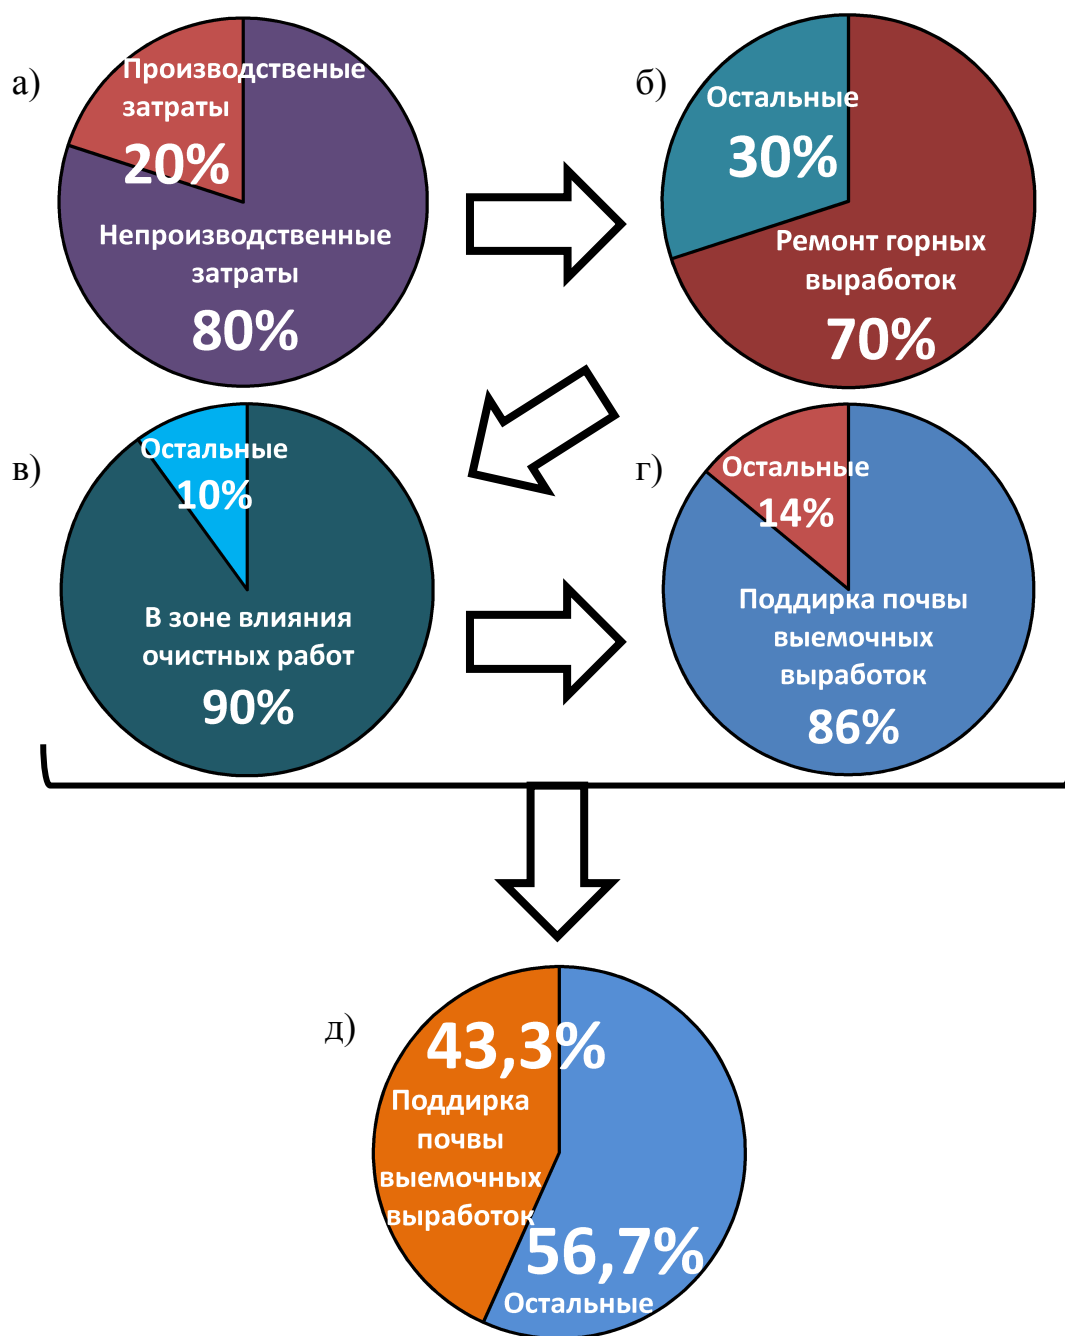 а)
Производственые
затраты
20%
Непроизводственные
затраты
80%
б)
Остальные
30%
Ремонт горных
выработок
70%
в)
Остальные
10%
В зоне влияния
очистных работ
90%
г)
Остальные
14%
Поддирка почвы
выемочных
выработок
86%
д)
43,3%
Поддирка
почвы
выемочных
выработок
56,7%
Остальные